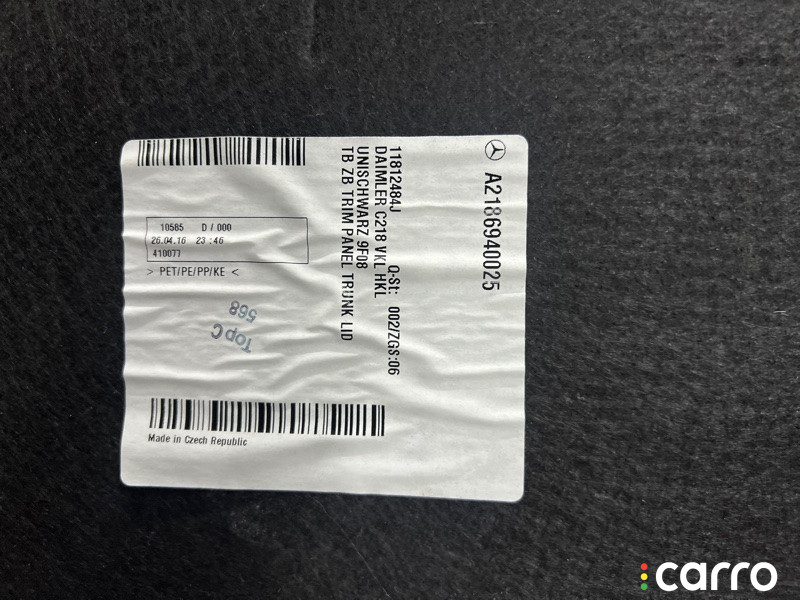 A2186940025
11812484J Q-St: 002/ZGS:06
DAIMLER C218 VKL HKL
UNISCHWARZ 9F08
TB ZB TRIM PANEL TRUNK LID
10585 D / 000
26.04.16 23:46
410077
> PET/PE/PP/KE <
Top C
568
Made in Czech Republic
carro